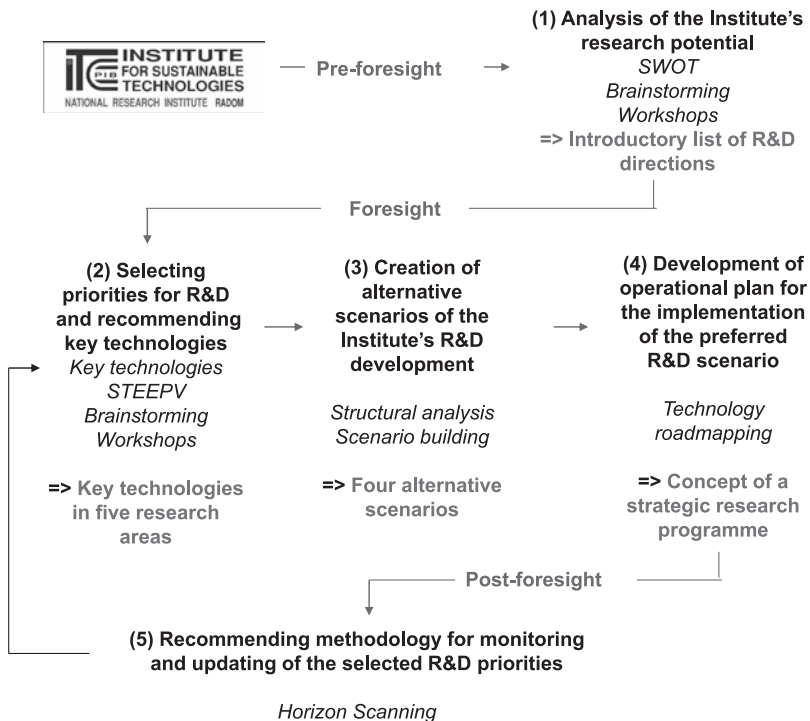 ITeE
PIB
INSTITUTE
FOR SUSTAINABLE
TECHNOLOGIES
NATIONAL RESEARCH INSTITUTE RADOM
Pre-foresight
(1) Analysis of the Institute's
research potential
SWOT
Brainstorming
Workshops
=> Introductory list of R&D
directions
Foresight
(2) Selecting
priorities for R&D
and recommending
key technologies
Key technologies
STEEPV
Brainstorming
Workshops
=> Key technologies
in five research
areas
(3) Creation of
alternative
scenarios of the
Institute's R&D
development
Structural analysis
Scenario building
=> Four alternative
scenarios
(4) Development of
operational plan for
the implementation
of the preferred
R&D scenario
Technology
roadmapping
=> Concept of a
strategic research
programme
Post-foresight
(5) Recommending methodology for monitoring
and updating of the selected R&D priorities
Horizon Scanning